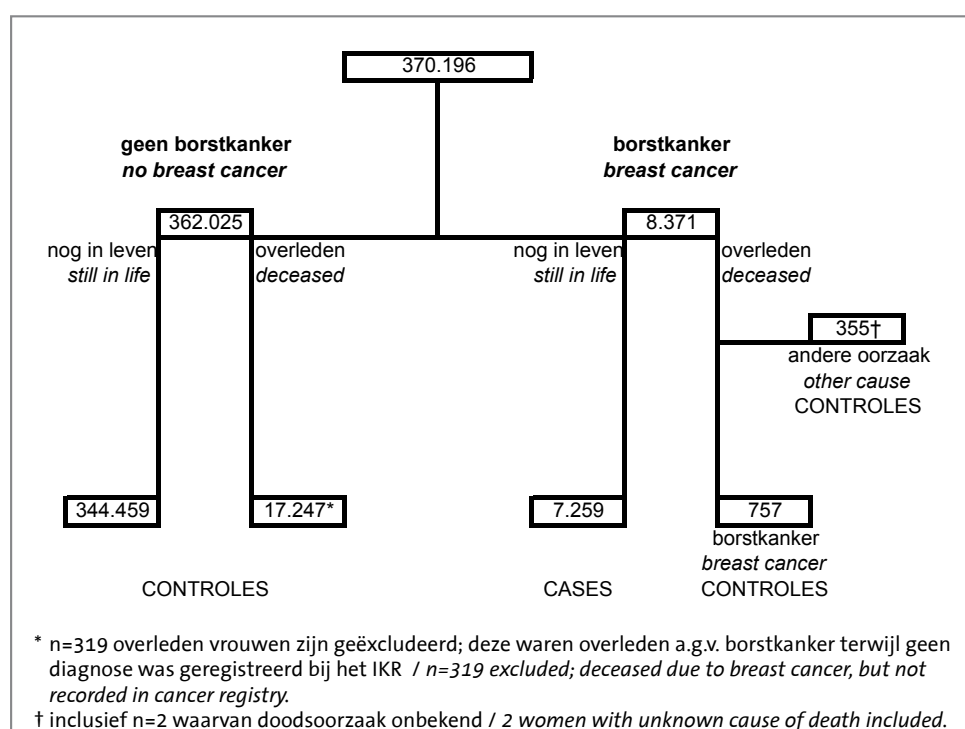 370.196
geen borstkanker
no breast cancer
borstkanker
breast cancer
362.025
8.371
nog in leven
still in life
overleden
deceased
nog in leven
still in life
overleden
deceased
355†
andere oorzaak
other cause
CONTROLES
344.459
17.247*
7.259
757
borstkanker
breast cancer
CONTROLES
CASES
CONTROLES
* n=319 overleden vrouwen zijn geëxcludeerd; deze waren overleden a.g.v. borstkanker terwijl geen
diagnose was geregistreerd bij het IKR / n=319 excluded; deceased due to breast cancer, but not
recorded in cancer registry.
† inclusief n=2 waarvan doodsoorzaak onbekend / 2 women with unknown cause of death included.